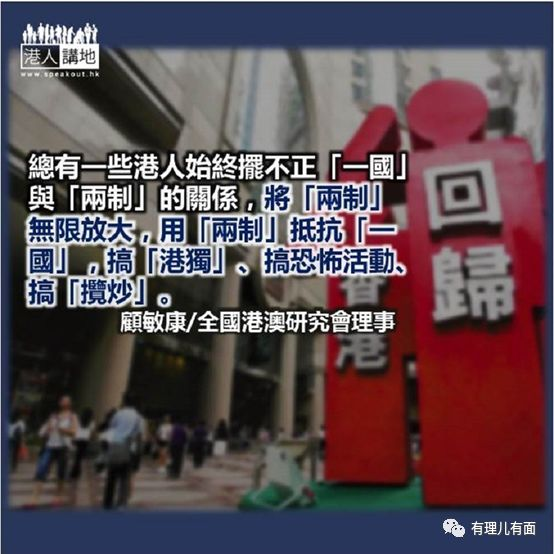 港人講地
www.speakout.hk
總有一些港人始終擺不正「一國」
與「兩制」的關係，將「兩制」
無限放大，用「兩制」抵抗「一
國」，搞「港獨」、搞恐怖活動、
搞「攬炒」。
顧敏康/全國港澳研究會理事
回歸
香港
有理儿有面